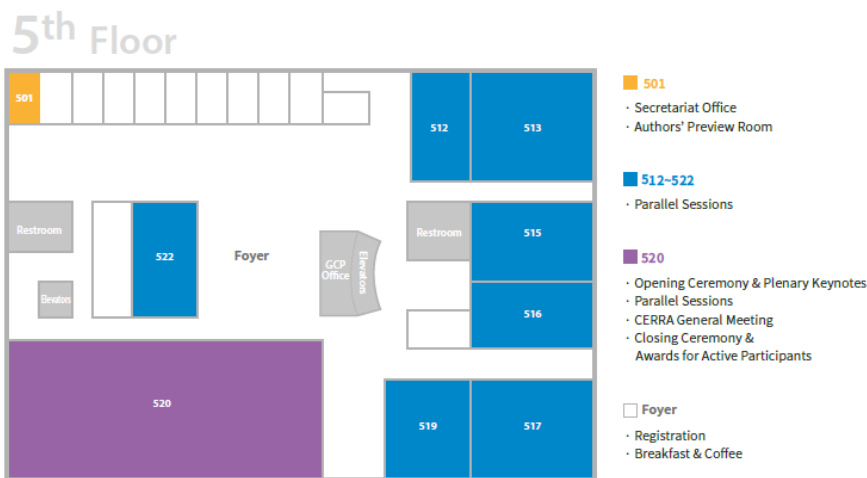 5th Floor
501
512
513
Restroom
522
Foyer
GCP
Office
Elevators
Restroom
515
Elevators
516
520
519
517
501
· Secretariat Office
· Authors' Preview Room
512~522
· Parallel Sessions
520
· Opening Ceremony & Plenary Keynotes
· Parallel Sessions
· CERRA General Meeting
· Closing Ceremony &
Awards for Active Participants
Foyer
· Registration
· Breakfast & Coffee